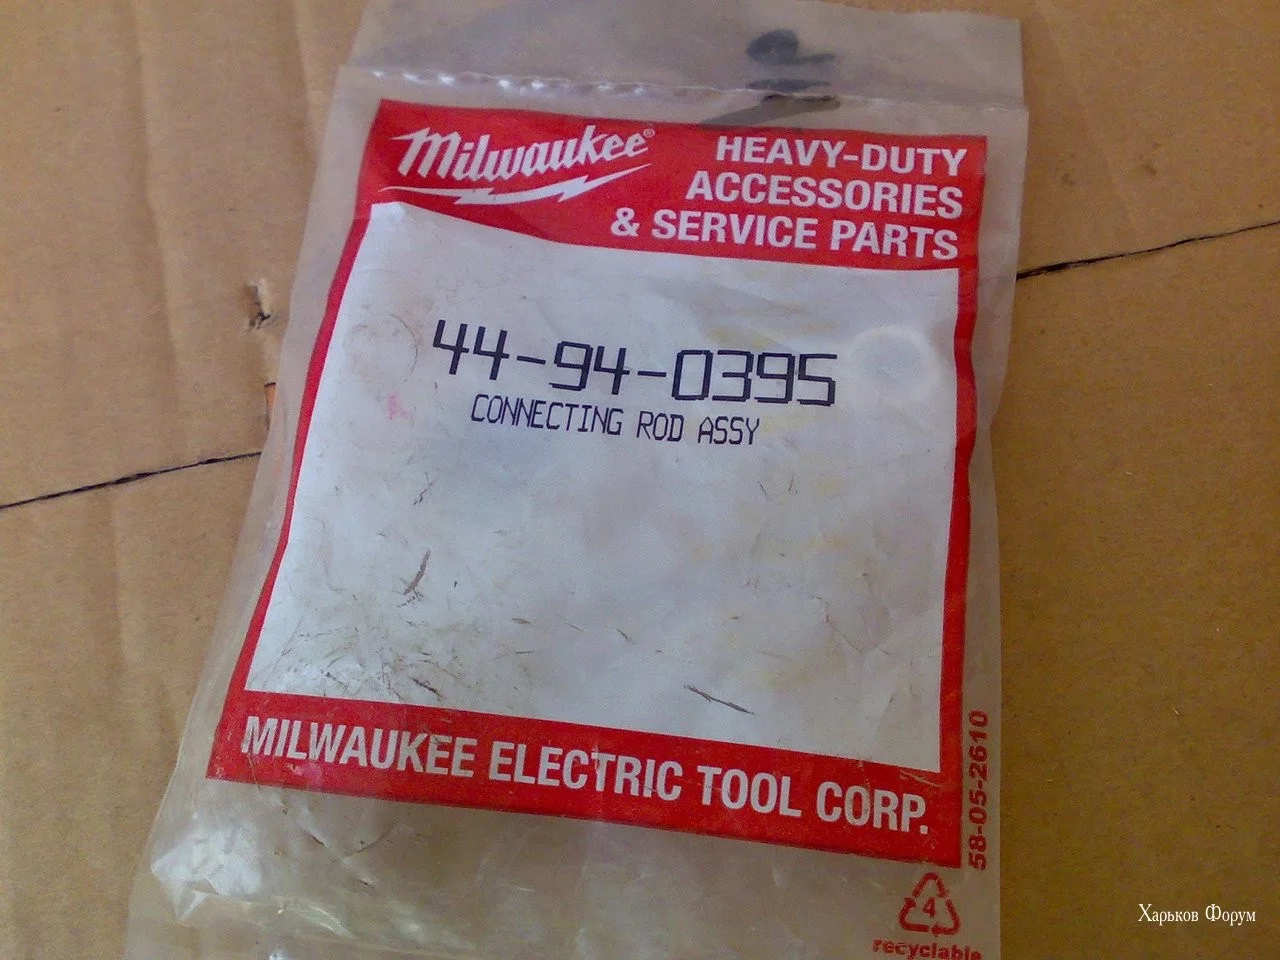 Milwaukee®
HEAVY-DUTY
ACCESSORIES
& SERVICE PARTS
44-94-0395
CONNECTING ROD ASSY
MILWAUKEE ELECTRIC TOOL CORP.
58-05-2610
4
recyclable
Харьков Форум